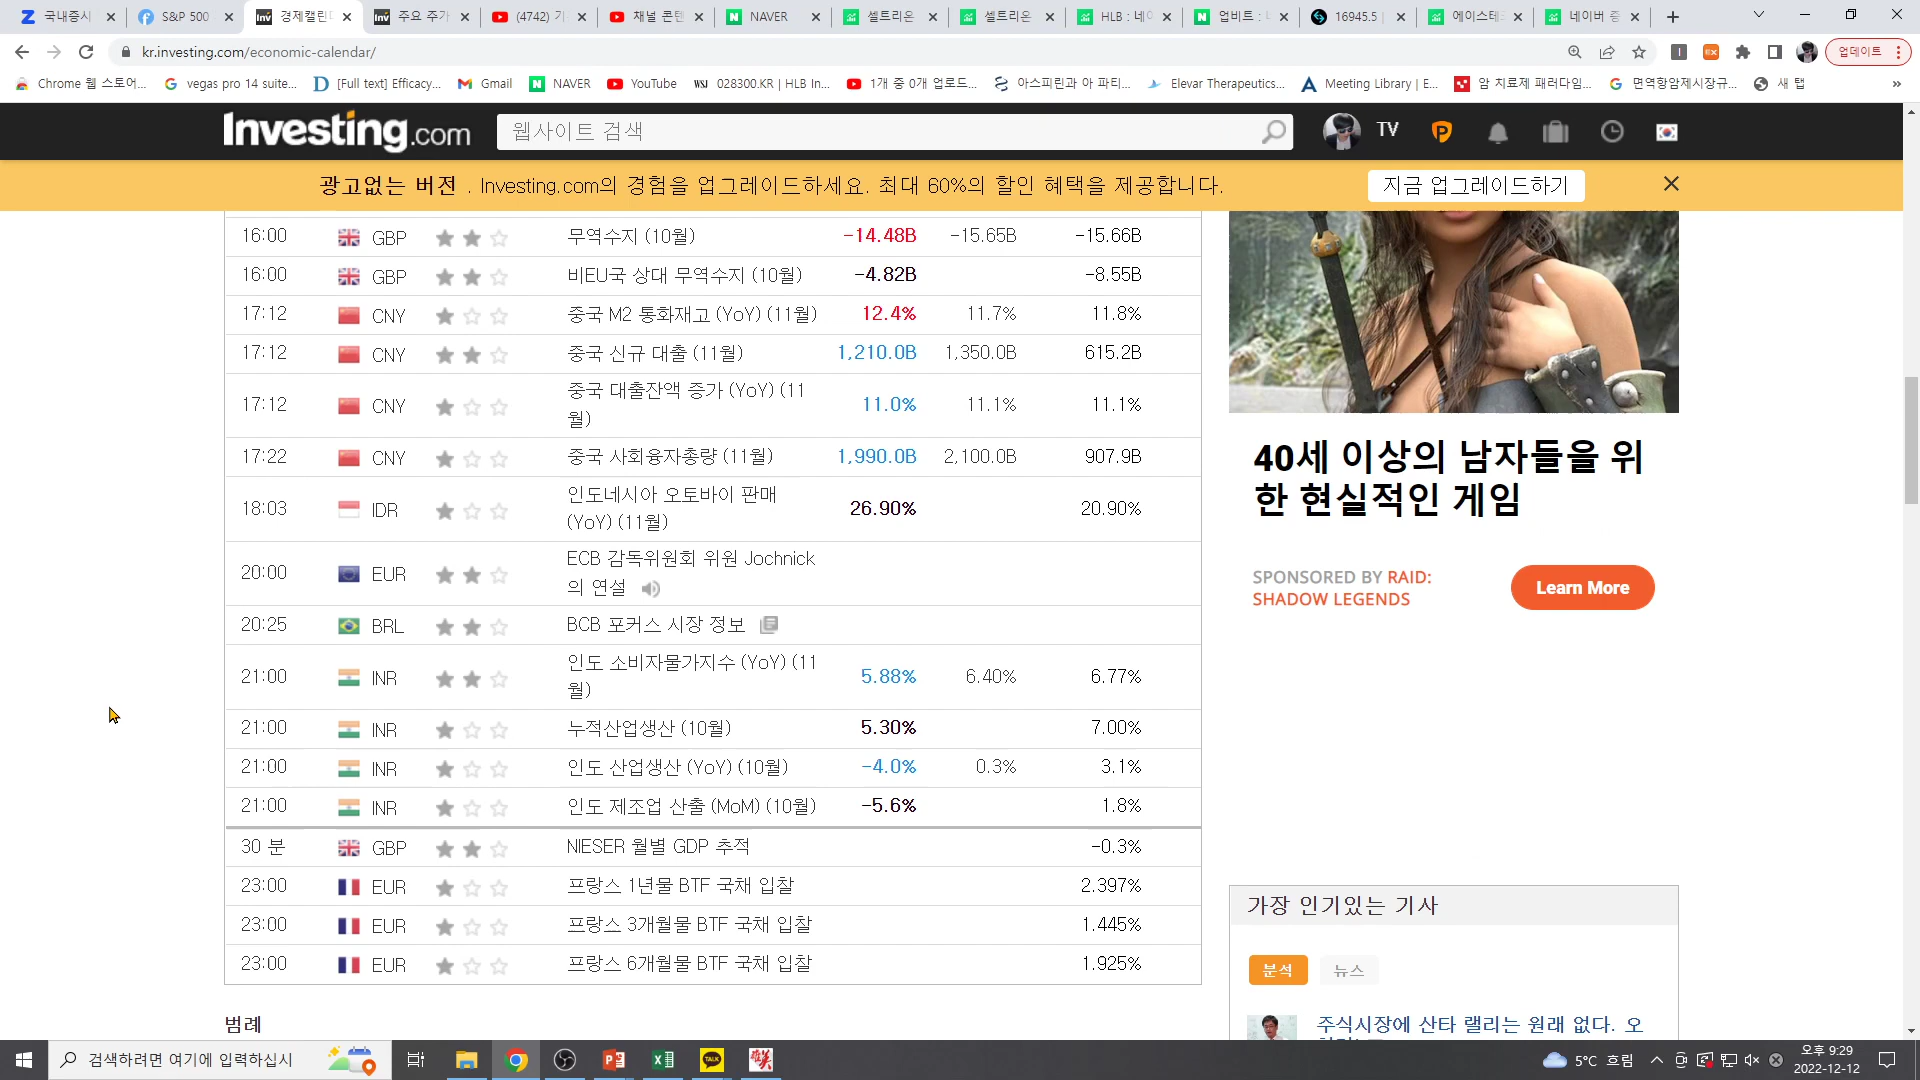 국내증시
S&P 500
경제캘린더
주요 주가
(4742) 기
채널 콘텐
NAVER
셀트리온
셀트리온
HLB : 네이
업비트 :
16945.5
에이스테
네이버 증
kr.investing.com/economic-calendar/
업데이트
Chrome 웹 스토어...
vegas pro 14 suite...
[Full text] Efficacy...
Gmail
NAVER
YouTube
WSJ 028300.KR | HLB In...
1개 중 0개 업로드...
아스피린과 아 파티...
Elevar Therapeutics...
Meeting Library | E...
암 치료제 패러다임...
면역항암제시장규...
새 탭
»
Investing.com
웹사이트 검색
TV
광고없는 버전 . Investing.com의 경험을 업그레이드하세요. 최대 60%의 할인 혜택을 제공합니다.
지금 업그레이드하기
16:00 GBP 무역수지 (10월) -14.48B -15.65B -15.66B
16:00 GBP 비EU국 상대 무역수지 (10월) -4.82B -8.55B
17:12 CNY 중국 M2 통화재고 (YoY) (11월) 12.4% 11.7% 11.8%
17:12 CNY 중국 신규 대출 (11월) 1,210.0B 1,350.0B 615.2B
17:12 CNY 중국 대출잔액 증가 (YoY) (11
월) 11.0% 11.1% 11.1%
17:22 CNY 중국 사회융자총량 (11월) 1,990.0B 2,100.0B 907.9B
18:03 IDR 인도네시아 오토바이 판매
(YoY) (11월) 26.90% 20.90%
20:00 EUR ECB 감독위원회 위원 Jochnick
의 연설
20:25 BRL BCB 포커스 시장 정보
21:00 INR 인도 소비자물가지수 (YoY) (11
월) 5.88% 6.40% 6.77%
21:00 INR 누적산업생산 (10월) 5.30% 7.00%
21:00 INR 인도 산업생산 (YoY) (10월) -4.0% 0.3% 3.1%
21:00 INR 인도 제조업 산출 (MoM) (10월) -5.6% 1.8%
30 분 GBP NIESER 월별 GDP 추적 -0.3%
23:00 EUR 프랑스 1년물 BTF 국채 입찰 2.397%
23:00 EUR 프랑스 3개월물 BTF 국채 입찰 1.445%
23:00 EUR 프랑스 6개월물 BTF 국채 입찰 1.925%
범례
40세 이상의 남자들을 위
한 현실적인 게임
SPONSORED BY RAID:
SHADOW LEGENDS
Learn More
가장 인기있는 기사
분석
뉴스
주식시장에 산타 랠리는 원래 없다. 오
검색하려면 여기에 입력하십시
TALK
5°C 흐림
오후 9:29
2022-12-12